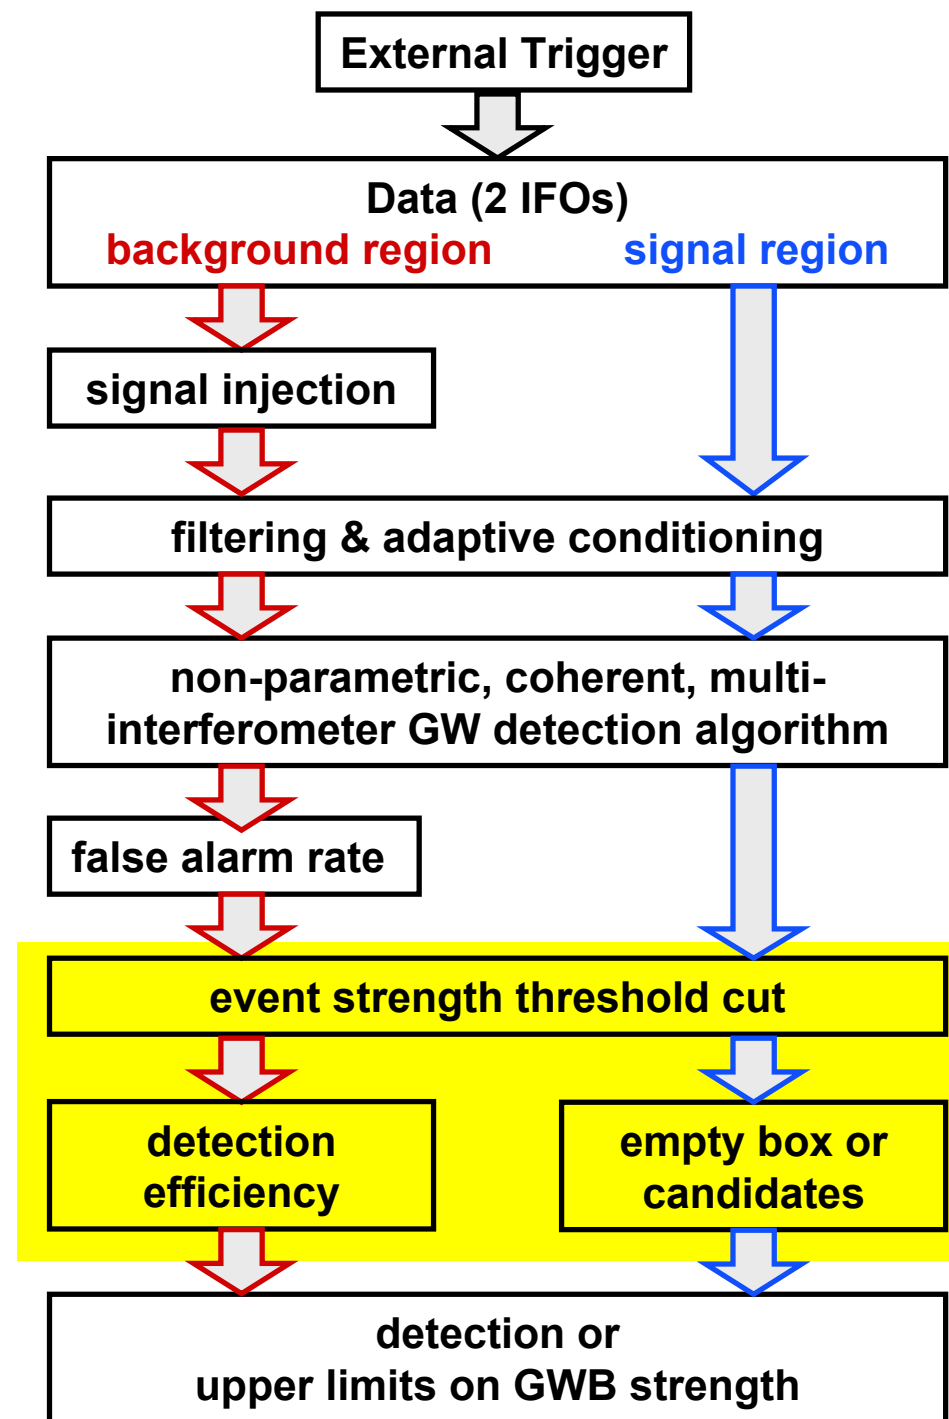 External Trigger
Data (2 IFOs)
background region signal region
signal injection
filtering & adaptive conditioning
non-parametric, coherent, multi-
interferometer GW detection algorithm
false alarm rate
event strength threshold cut
detection
efficiency
empty box or
candidates
detection or
upper limits on GWB strength